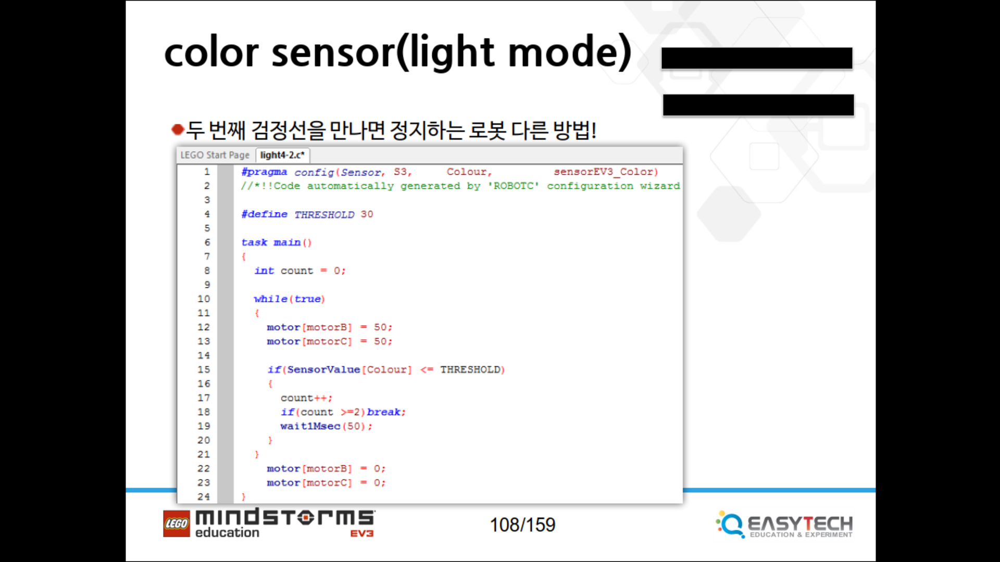 color sensor(light mode)
두 번째 검정선을 만나면 정지하는 로봇 다른 방법!
LEGO Start Page light4-2.c*
1 #pragma config(Sensor, S3, Colour, sensorEV3_Color)
2 //*!!Code automatically generated by 'ROBOTC' configuration wizard
3
4 #define THRESHOLD 30
5
6 task main()
7 {
8 int count = 0;
9
10 while(true)
11 {
12 motor[motorB] = 50;
13 motor[motorC] = 50;
14
15 if(SensorValue[Colour] <= THRESHOLD)
16 {
17 count++;
18 if(count >=2)break;
19 wait1Msec(50);
20 }
21 }
22 motor[motorB] = 0;
23 motor[motorC] = 0;
24 }
LEGO mindstorms
education EV3
108/159
EASYTECH
EDUCATION & EXPERIMENT